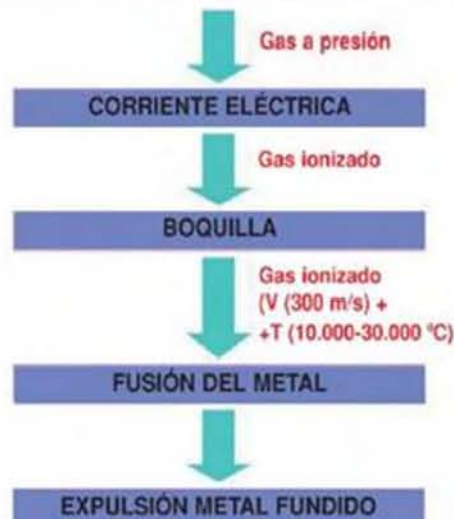 Gas a presión
CORRIENTE ELÉCTRICA
Gas ionizado
BOQUILLA
Gas ionizado
(V (300 m/s) +
+T (10.000-30.000 ºC)
FUSIÓN DEL METAL
EXPULSIÓN METAL FUNDIDO